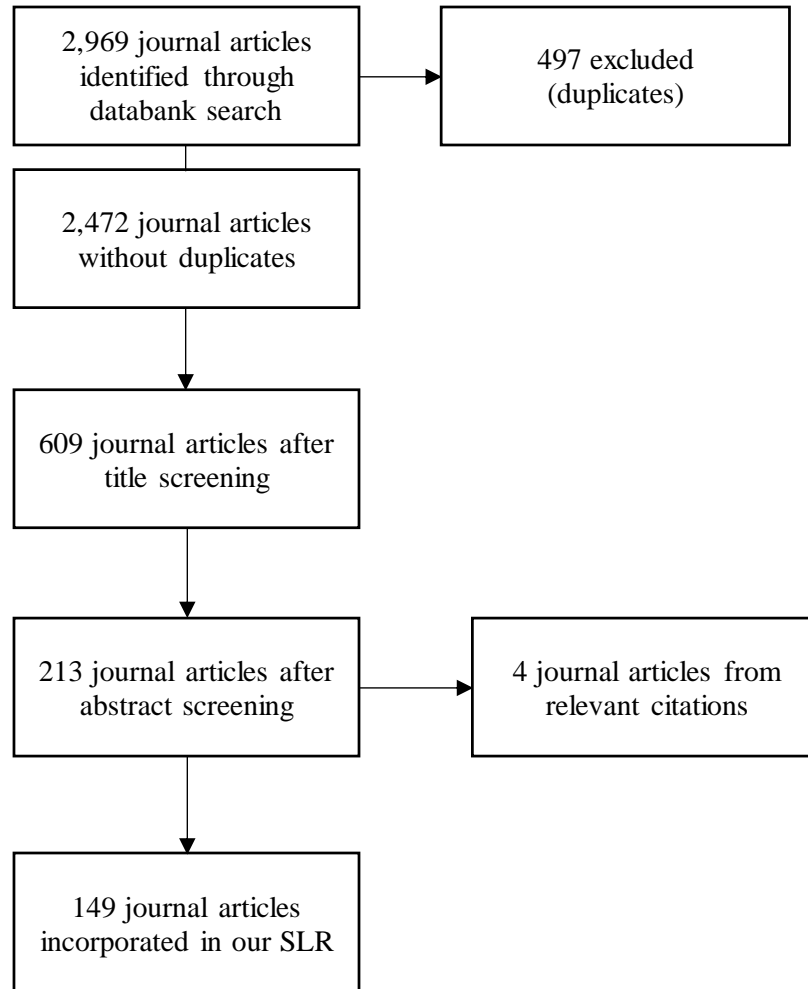 2,969 journal articles
identified through
databank search
497 excluded
(duplicates)
2,472 journal articles
without duplicates
609 journal articles after
title screening
213 journal articles after
abstract screening
4 journal articles from
relevant citations
149 journal articles
incorporated in our SLR